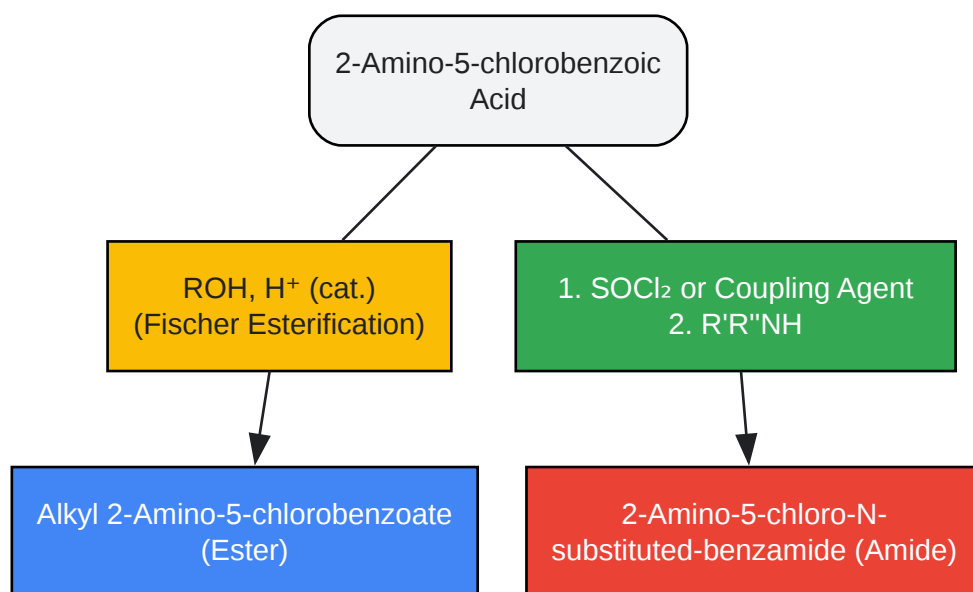 2-Amino-5-chlorobenzoic
Acid
ROH, H⁺ (cat.)
(Fischer Esterification)
1. SOCl₂ or Coupling Agent
2. R'R''NH
Alkyl 2-Amino-5-chlorobenzoate
(Ester)
2-Amino-5-chloro-N-
substituted-benzamide (Amide)